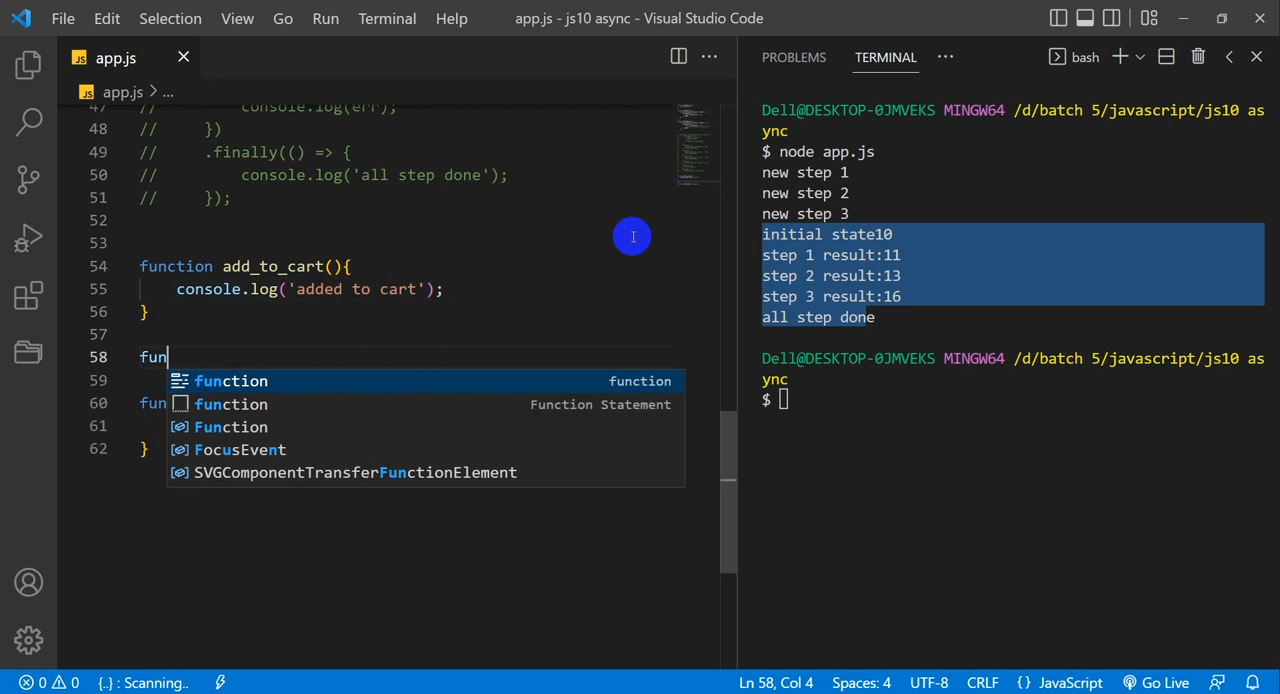 File Edit Selection View Go Run Terminal Help
app.js - js10 async - Visual Studio Code
JS app.js
JS app.js > ...
47 // console.log(err);
48 // })
49 // .finally(() => {
50 // console.log('all step done');
51 // });
52
53
54 function add_to_cart(){
55 console.log('added to cart');
56 }
57
58 fun
59 function function
60 fun function Function Statement
61 Function
FocusEvent
62 }
SVGComponentTransferFunctionElement
PROBLEMS TERMINAL ... bash
Dell@DESKTOP-0JMVEKS MINGW64 /d/batch 5/javascript/js10 as
ync
$ node app.js
new step 1
new step 2
new step 3
initial state10
step 1 result:11
step 2 result:13
step 3 result:16
all step done
Dell@DESKTOP-0JMVEKS MINGW64 /d/batch 5/javascript/js10 as
ync
$
0 0 {..} : Scanning.. Ln 58, Col 4 Spaces: 4 UTF-8 CRLF {} JavaScript Go Live